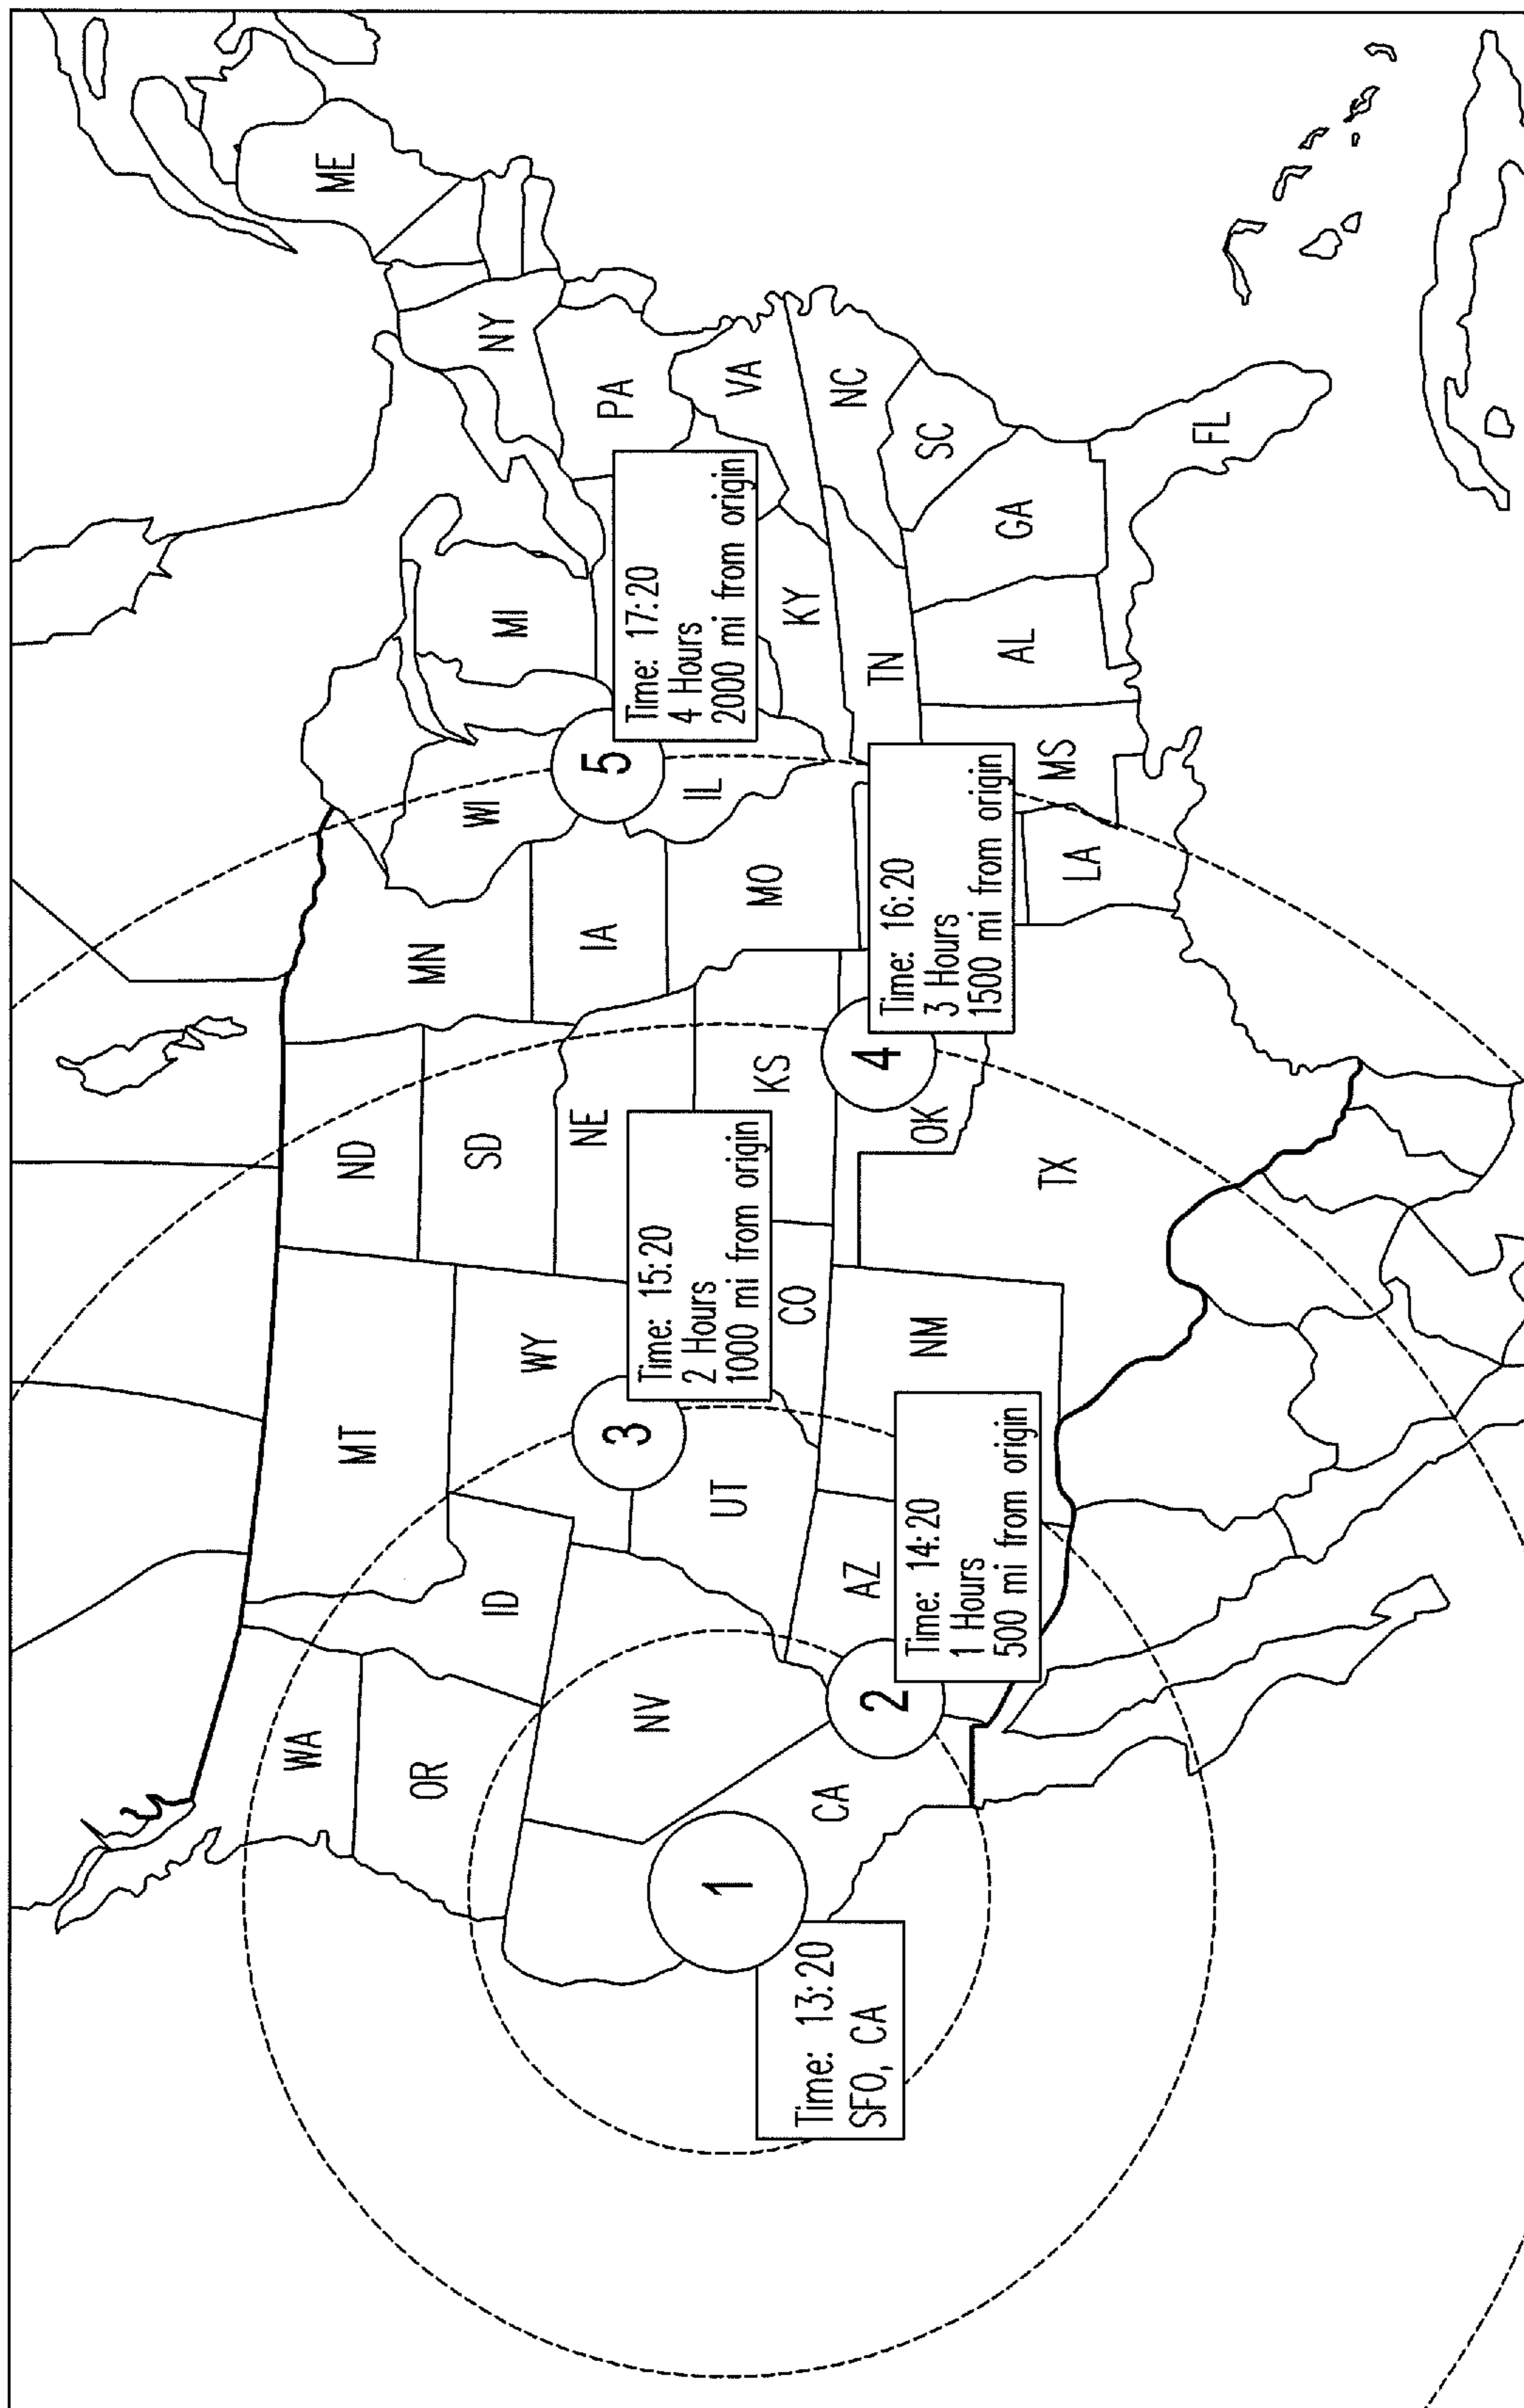 WA
OR
ID
MT
ND
SD
MN
WI
MI
ME
NY
PA
NV
UT
WY
NE
IA
IL
CO
KS
MO
KY
VA
CA
AZ
NM
OK
TN
NC
SC
TX
LA
MS
AL
GA
FL
1
Time: 13:20
SFO, CA
2
Time: 14:20
1 Hours
500 mi from origin
3
Time: 15:20
2 Hours
1000 mi from origin
4
Time: 16:20
3 Hours
1500 mi from origin
5
Time: 17:20
4 Hours
2000 mi from origin